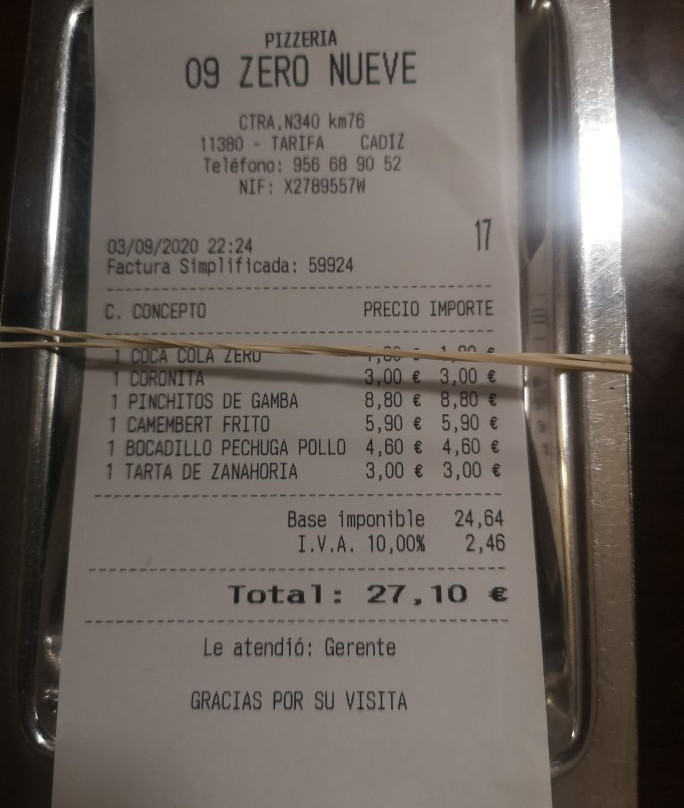 PIZZERIA
09 ZERO NUEVE
CTRA,N340 km76
11380 - TARIFA CADIZ
Teléfono: 956 68 90 52
NIF: X2789557W
17
03/09/2020 22:24
Factura Simplificada: 59924
C. CONCEPTO PRECIO IMPORTE
1 COCA COLA ZERO
1 CORONITA 3,00 € 3,00 €
1 PINCHITOS DE GAMBA 8,80 € 8,80 €
1 CAMEMBERT FRITO 5,90 € 5,90 €
1 BOCADILLO PECHUGA POLLO 4,60 € 4,60 €
1 TARTA DE ZANAHORIA 3,00 € 3,00 €
Base imponible 24,64
I.V.A. 10,00% 2,46
Total: 27,10 €
Le atendió: Gerente
GRACIAS POR SU VISITA